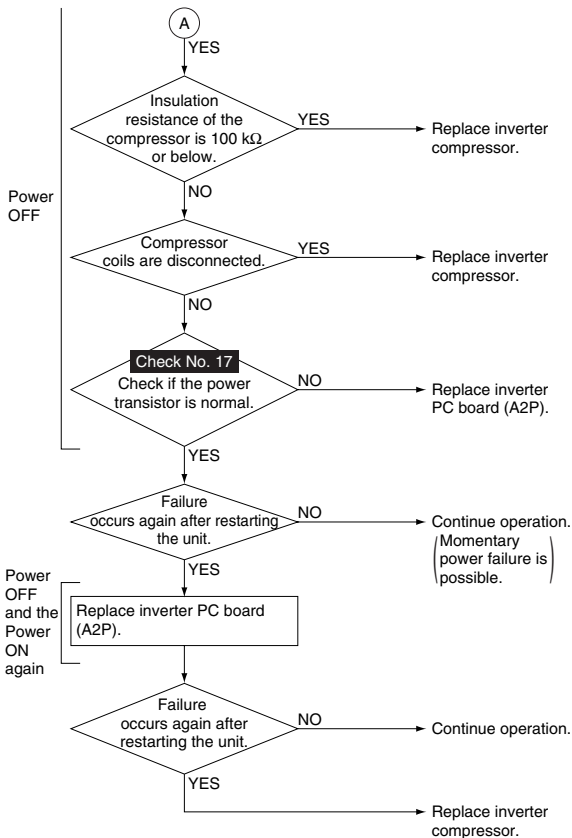 A
YES
Insulation
resistance of the
compressor is 100 kΩ
or below.
YES
Replace inverter
compressor.
NO
Power
OFF
Compressor
coils are disconnected.
YES
Replace inverter
compressor.
NO
Check No. 17
Check if the power
transistor is normal.
NO
Replace inverter
PC board (A2P).
YES
Failure
occurs again after restarting
the unit.
NO
Continue operation.
(Momentary
power failure is
possible.)
YES
Power
OFF
and the
Power
ON
again
Replace inverter PC board
(A2P).
Failure
occurs again after
restarting the unit.
NO
Continue operation.
YES
Replace inverter
compressor.